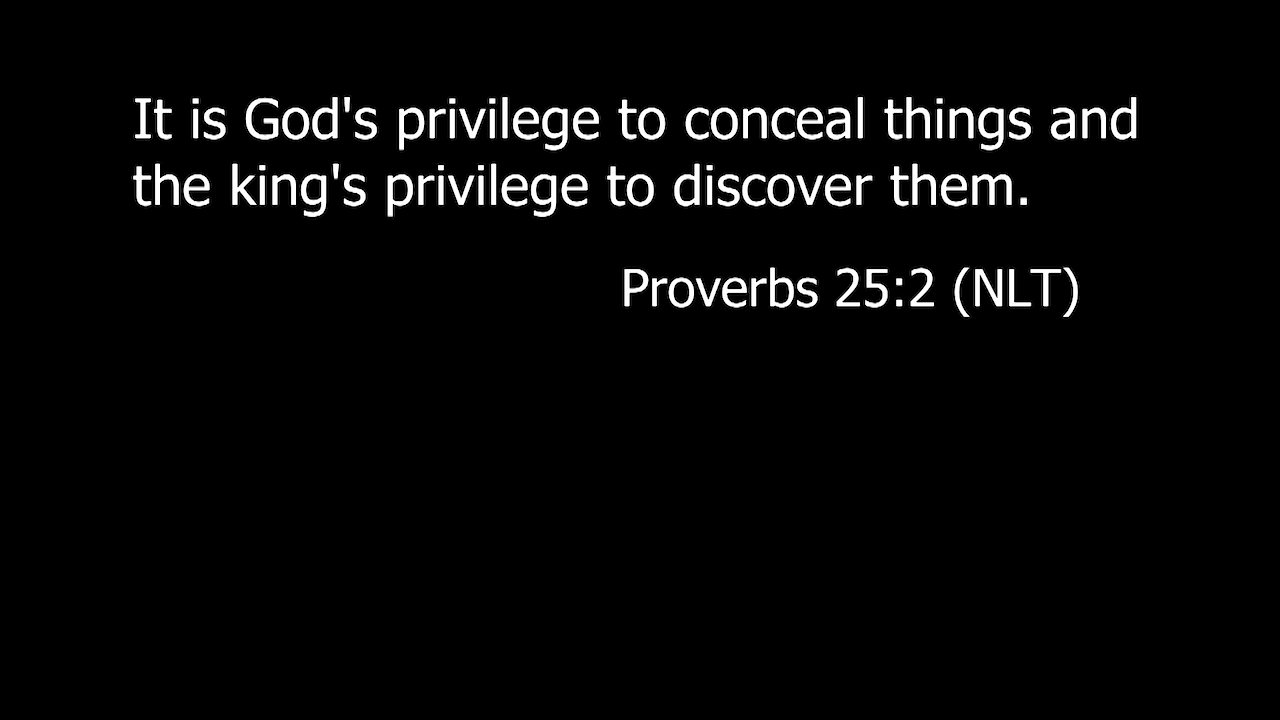 It is God's privilege to conceal things and
the king's privilege to discover them.
Proverbs 25:2 (NLT)